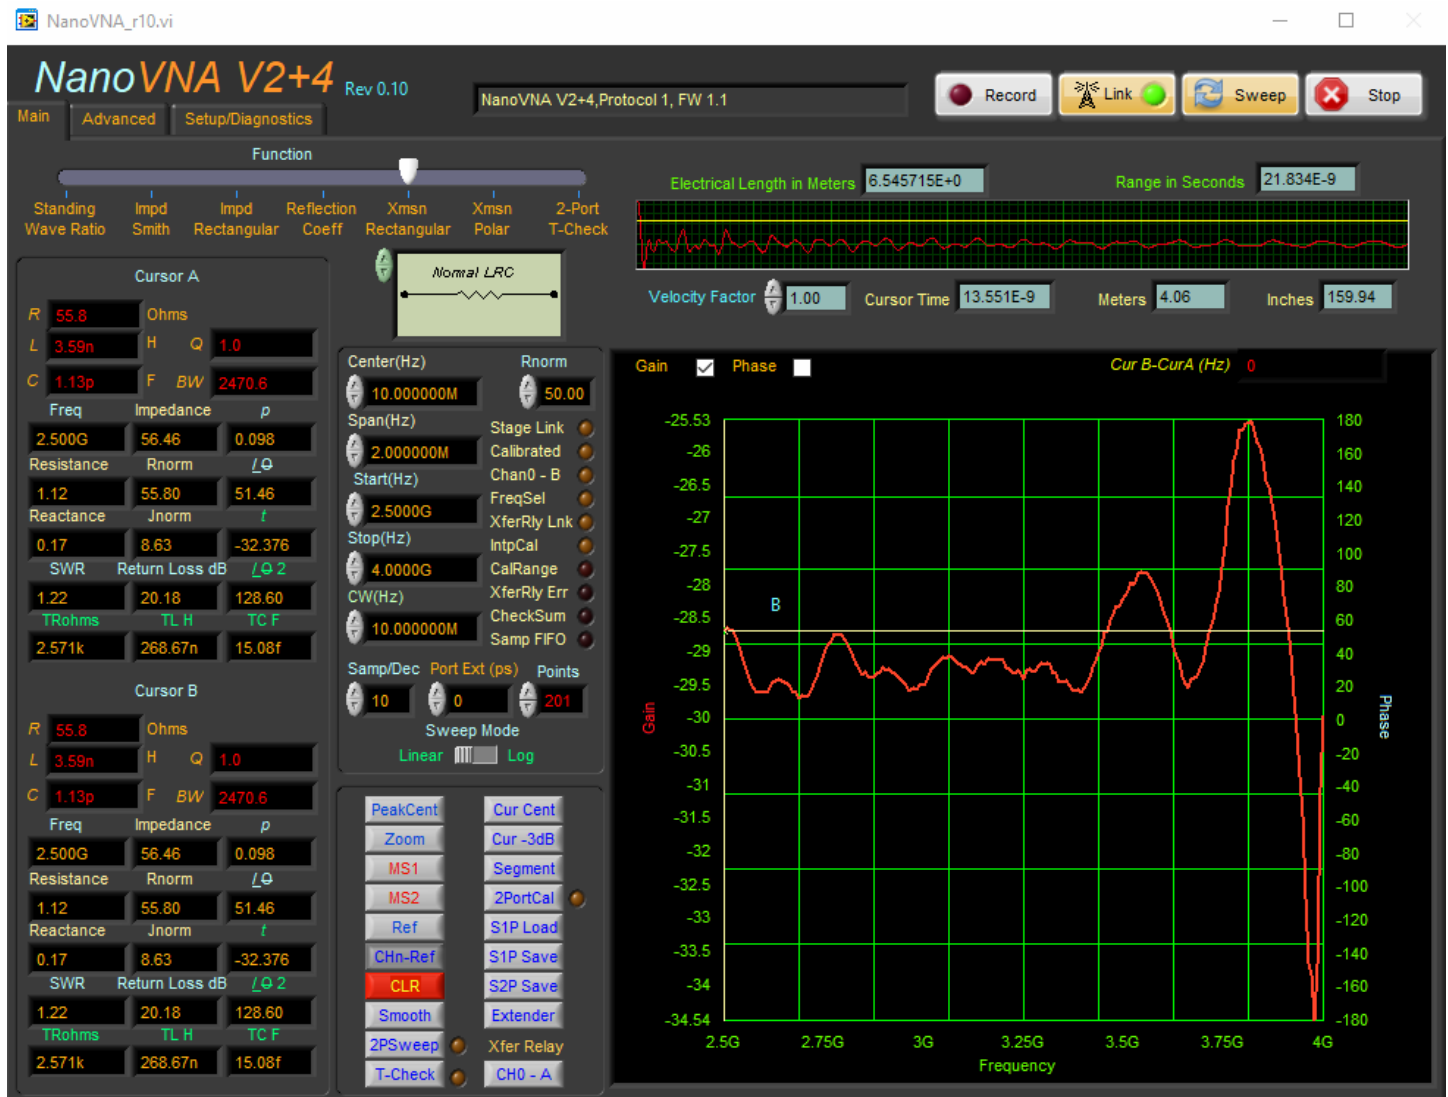 NanoVNA_r10.vi
NanoVNA V2+4 Rev 0.10
NanoVNA V2+4,Protocol 1, FW 1.1
Record Link Sweep Stop
Main Advanced Setup/Diagnostics
Function
Standing Wave Ratio
Impd Smith
Impd Rectangular
Reflection Coeff
Xmsn Rectangular
Xmsn Polar
2-Port T-Check
Electrical Length in Meters 6.545715E+0 Range in Seconds 21.834E-9
Velocity Factor 1.00 Cursor Time 13.551E-9 Meters 4.06 Inches 159.94
Normal LRC
Cursor A
R 55.8 Ohms
L 3.59n H Q 1.0
C 1.13p F BW 2470.6
Freq Impedance p
2.500G 56.46 0.098
Resistance Rnorm / Θ
1.12 55.80 51.46
Reactance Jnorm t
0.17 8.63 -32.376
SWR Return Loss dB / Θ 2
1.22 20.18 128.60
TRohms TL H TC F
2.571k 268.67n 15.08f
Cursor B
R 55.8 Ohms
L 3.59n H Q 1.0
C 1.13p F BW 2470.6
Freq Impedance p
2.500G 56.46 0.098
Resistance Rnorm / Θ
1.12 55.80 51.46
Reactance Jnorm t
0.17 8.63 -32.376
SWR Return Loss dB / Θ 2
1.22 20.18 128.60
TRohms TL H TC F
2.571k 268.67n 15.08f
Center(Hz) Rnorm
10.000000M 50.00
Span(Hz)
2.000000M
Start(Hz)
2.5000G
Stop(Hz)
4.0000G
CW(Hz)
10.000000M
Stage Link
Calibrated
Chan0 - B
FreqSel
XferRly Lnk
IntpCal
CalRange
XferRly Err
CheckSum
Samp FIFO
Samp/Dec Port Ext (ps) Points
10 0 201
Sweep Mode
Linear Log
PeakCent Cur Cent
Zoom Cur -3dB
MS1 Segment
MS2 2PortCal
Ref S1P Load
CHn-Ref S1P Save
CLR S2P Save
Smooth Extender
2PSweep Xfer Relay
T-Check CH0 - A
Gain Phase Cur B-CurA (Hz) 0
-25.53
-26
-26.5
-27
-27.5
-28
-28.5
-29
-29.5
-30
-30.5
-31
-31.5
-32
-32.5
-33
-33.5
-34
-34.54
Gain
B
180
160
140
120
100
80
60
40
20
0
-20
-40
-60
-80
-100
-120
-140
-160
-180
Phase
2.5G 2.75G 3G 3.25G 3.5G 3.75G 4G
Frequency